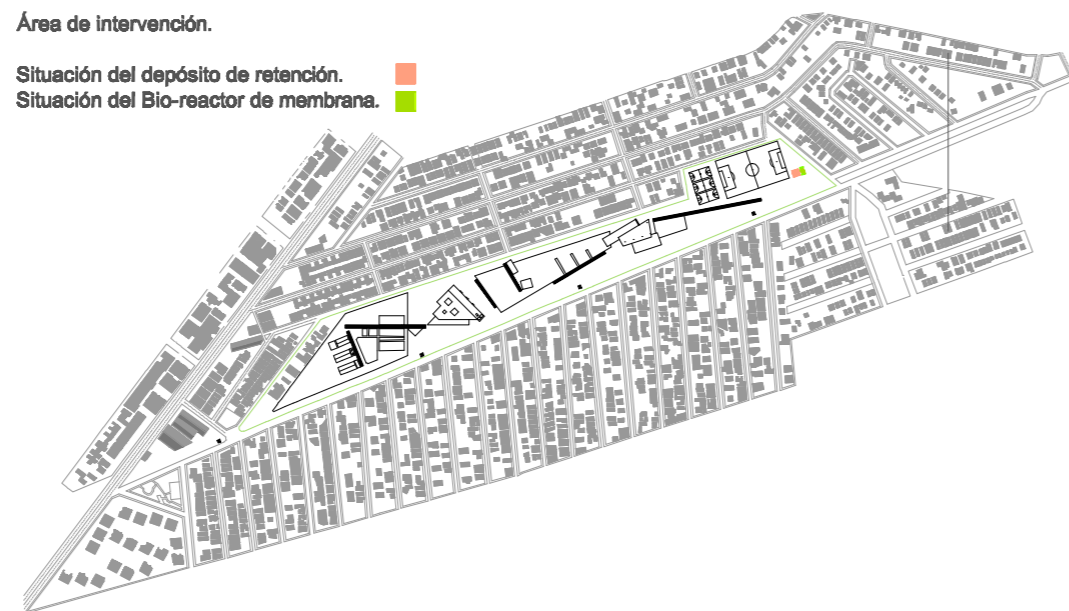 Área de intervención.
Situación del depósito de retención.
Situación del Bio-reactor de membrana.